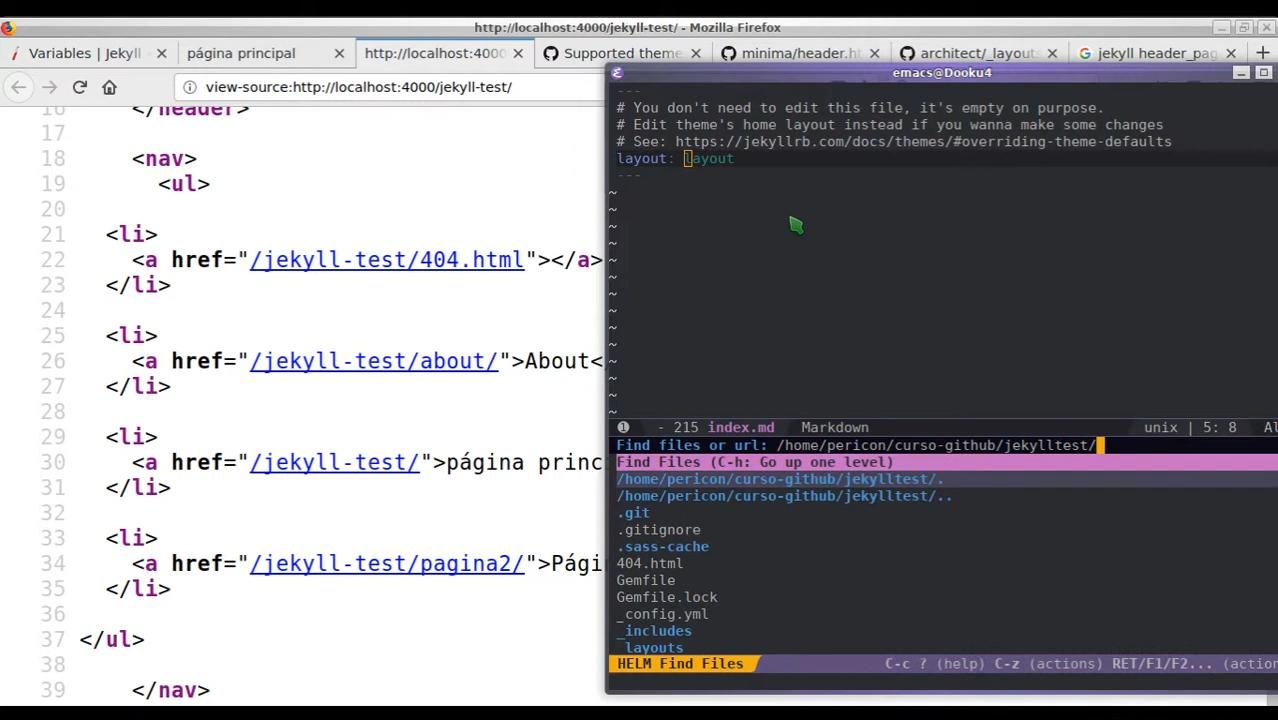 http://localhost:4000/jekyll-test/ - Mozilla Firefox
Variables | Jekyll
página principal
http://localhost:4000
Supported theme
minima/header.ht
architect/_layouts
jekyll header_pag
view-source:http://localhost:4000/jekyll-test/
16 </header>
17
18 <nav>
19 <ul>
20
21 <li>
22 <a href="/jekyll-test/404.html"></a>
23 </li>
24
25 <li>
26 <a href="/jekyll-test/about/">About<
27 </li>
28
29 <li>
30 <a href="/jekyll-test/">página princ
31 </li>
32
33 <li>
34 <a href="/jekyll-test/pagina2/">Pági
35 </li>
36
37 </ul>
38
39 </nav>
emacs@Dooku4
---
# You don't need to edit this file, it's empty on purpose.
# Edit theme's home layout instead if you wanna make some changes
# See: https://jekyllrb.com/docs/themes/#overriding-theme-defaults
layout: layout
---
~
~
~
~
~
~
~
~
~
~
~
~
~
~
1 - 215 index.md Markdown unix | 5: 8 Al
Find files or url: /home/pericon/curso-github/jekylltest/
Find Files (C-h: Go up one level)
/home/pericon/curso-github/jekylltest/.
/home/pericon/curso-github/jekylltest/..
.git
.gitignore
.sass-cache
404.html
Gemfile
Gemfile.lock
_config.yml
_includes
_layouts
HELM Find Files C-c ? (help) C-z (actions) RET/F1/F2... (action